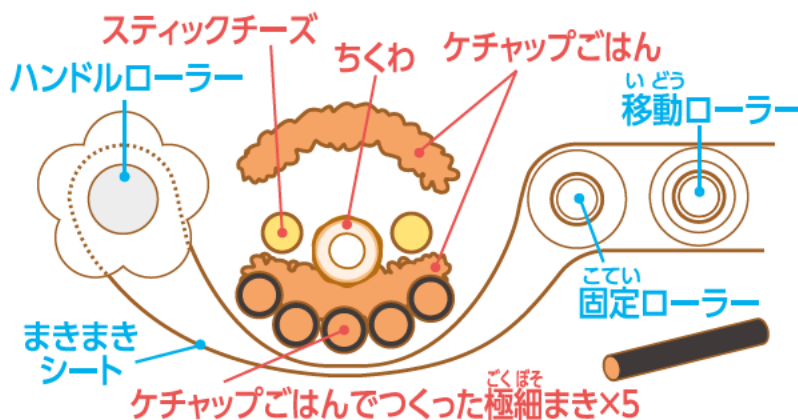 スティックチーズ
ちくわ
ケチャップごはん
ハンドルローラー
いどう
移動ローラー
こてい
固定ローラー
まきまき
シート
ごくぼそ
ケチャップごはんでつくった極細まき×5